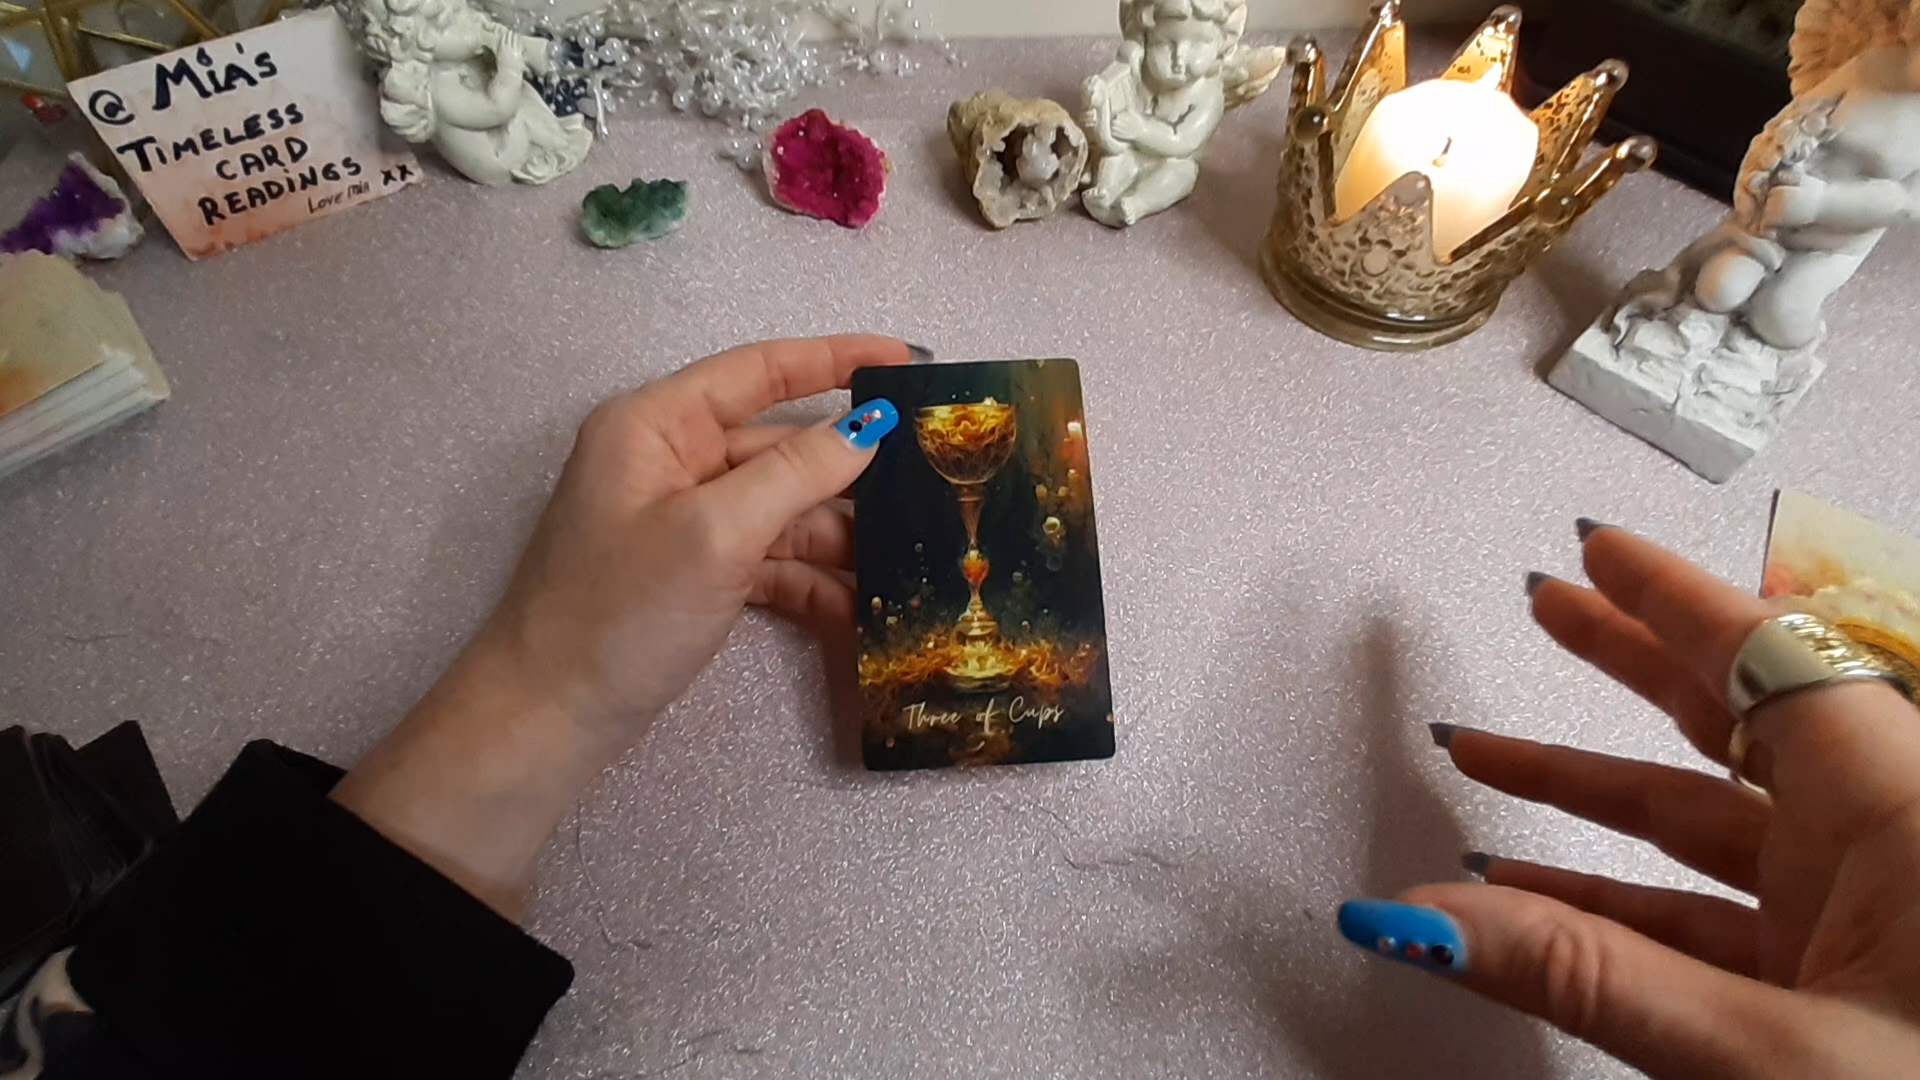 @ MiA's
TiMELESS
CARD
READiNGS
Love Mia xx
Three of Cups